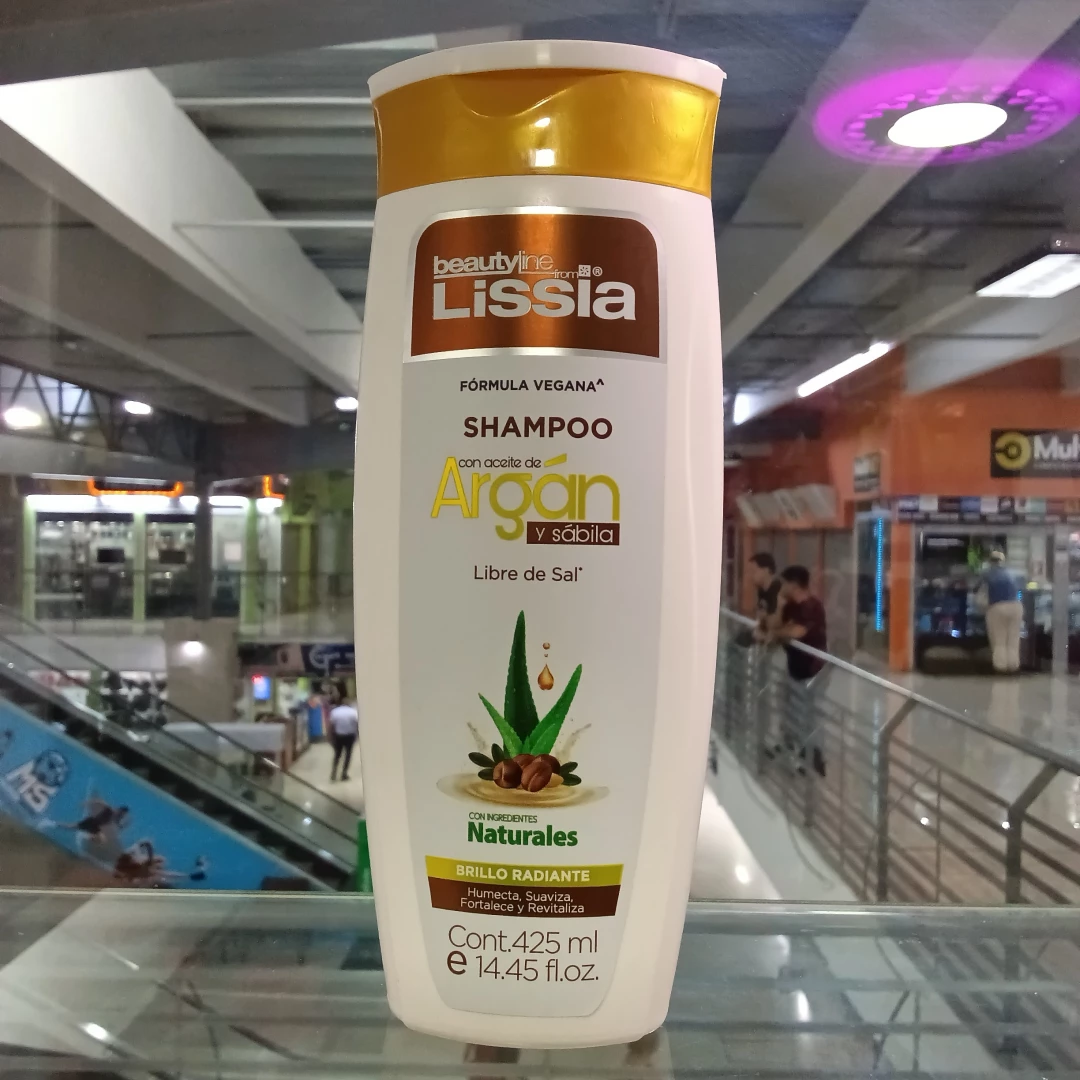 beautyline
from®
Lissia
FÓRMULA VEGANA^
SHAMPOO
con aceite de
Argán
y sábila
Libre de Sal*
CON INGREDIENTES
Naturales
BRILLO RADIANTE
Humecta, Suaviza,
Fortalece y Revitaliza
Cont.425 ml
e 14.45 fl.oz.
MS